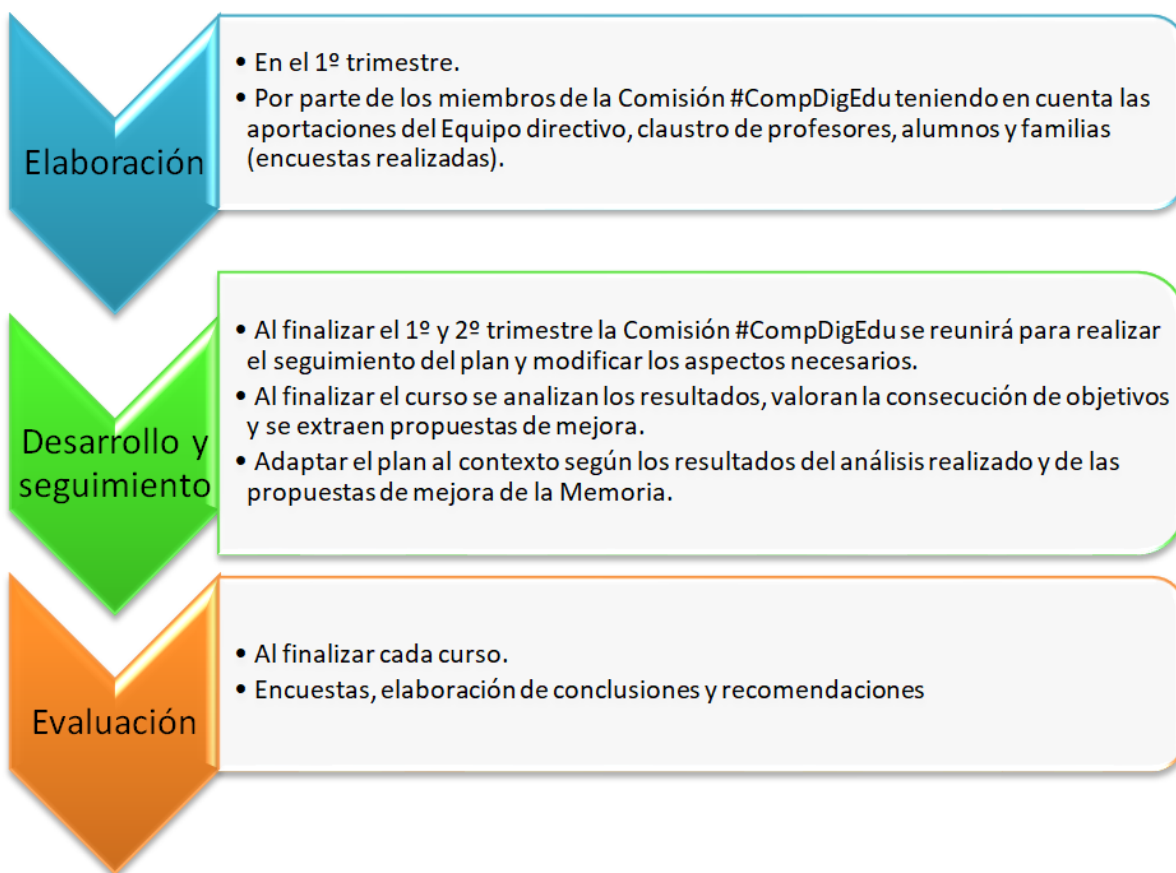 Elaboración
• En el 1º trimestre.
• Por parte de los miembros de la Comisión #CompDigEdu teniendo en cuenta las
aportaciones del Equipo directivo, claustro de profesores, alumnos y familias
(encuestas realizadas).
Desarrollo y
seguimiento
• Al finalizar el 1º y 2º trimestre la Comisión #CompDigEdu se reunirá para realizar
el seguimiento del plan y modificar los aspectos necesarios.
• Al finalizar el curso se analizan los resultados, valoran la consecución de objetivos
y se extraen propuestas de mejora.
• Adaptar el plan al contexto según los resultados del análisis realizado y de las
propuestas de mejora de la Memoria.
Evaluación
• Al finalizar cada curso.
• Encuestas, elaboración de conclusiones y recomendaciones